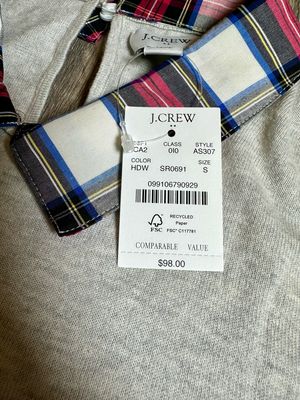 J.CREW
J.CREW
DEPT CLASS STYLE
CA2 0I0 AS307
COLOR SIZE
HDW SR0691 S
099106790929
FSC
RECYCLED
Paper
FSC® C117781
COMPARABLE VALUE
$98.00